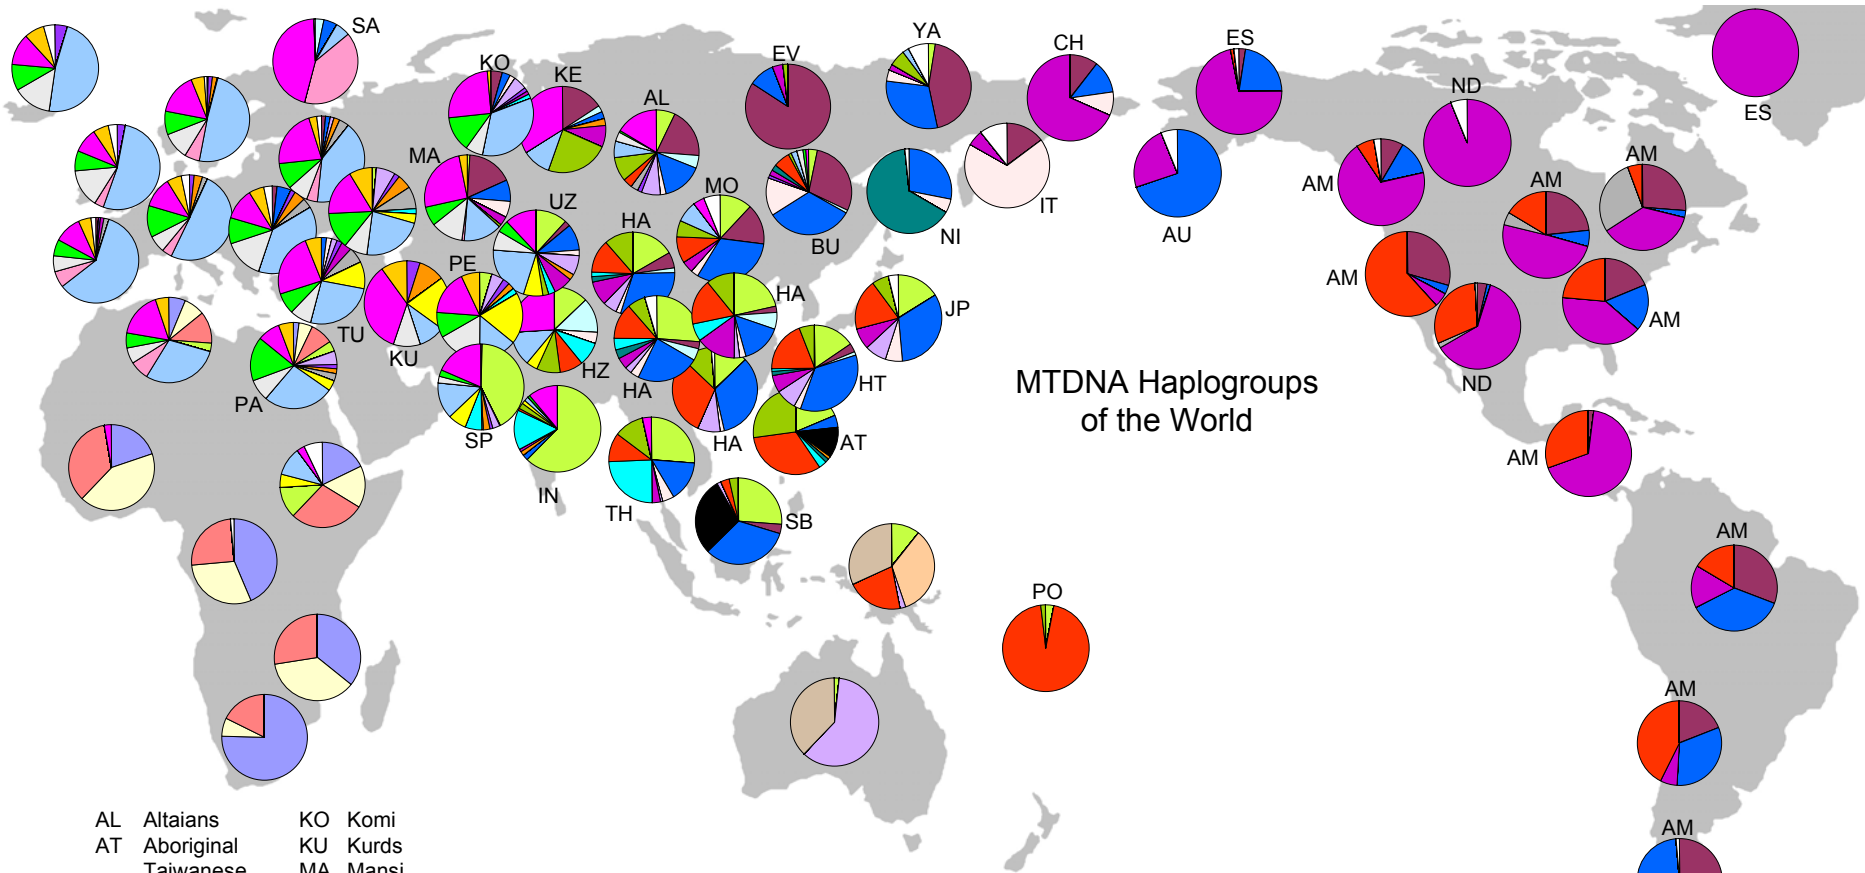 SA
YA
ES
EV
CH
KO
KE
ND
AL
ES
MA
MO
AM
AM
AM
UZ
HA
IT
BU
NI
AU
PE
HA
AM
JP
TU
KU
HZ
HA
HT
AM
ND
PA
MTDNA Haplogroups
of the World
SP
HA
AT
IN
TH
SB
AM
AM
PO
AM
AL Altaians KO Komi
AT Aboriginal KU Kurds
AM
Taiwanese MA Mansi